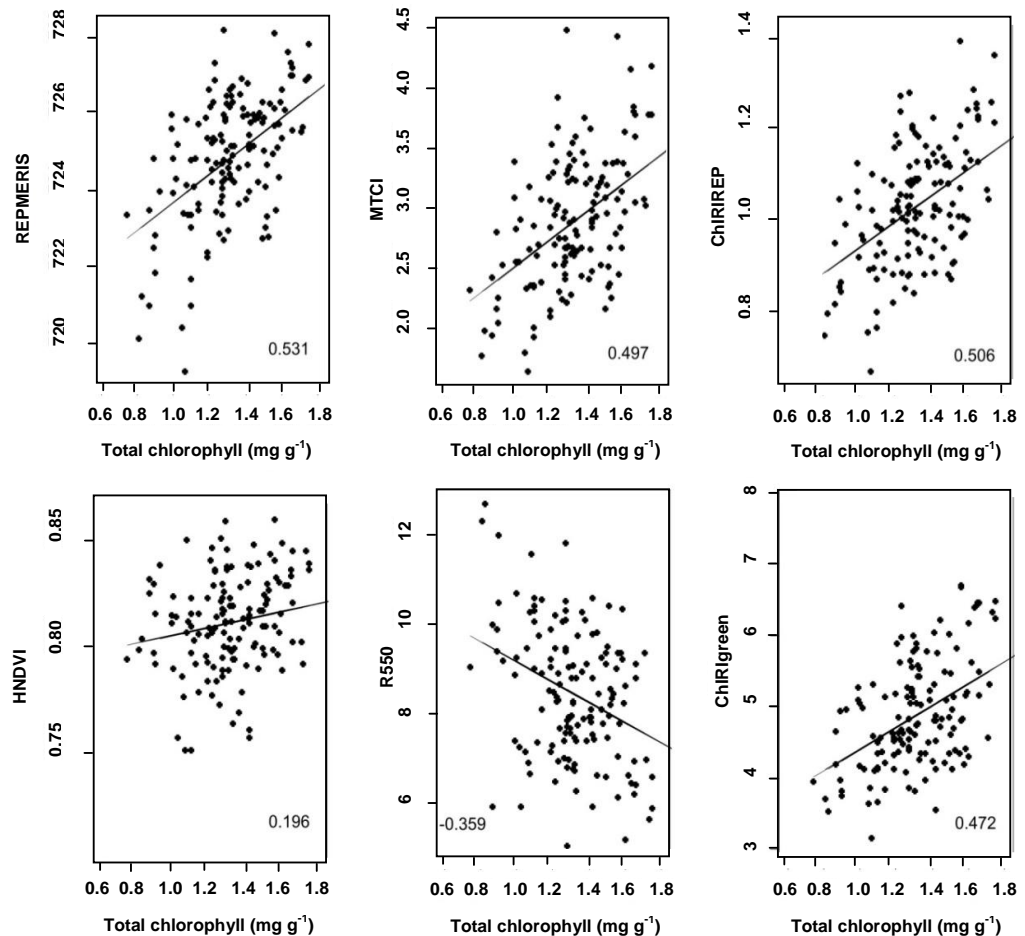 728
726
724
722
720
REPMERIS
0.531
0.6 0.8 1.0 1.2 1.4 1.6 1.8
Total chlorophyll (mg g-1)
4.5
4.0
3.5
3.0
2.5
2.0
MTCI
0.497
0.6 0.8 1.0 1.2 1.4 1.6 1.8
Total chlorophyll (mg g-1)
1.4
1.2
1.0
0.8
ChIRIREP
0.506
0.6 0.8 1.0 1.2 1.4 1.6 1.8
Total chlorophyll (mg g-1)
0.85
0.80
0.75
HNDVI
0.196
0.6 0.8 1.0 1.2 1.4 1.6 1.8
Total chlorophyll (mg g-1)
12
10
8
6
R550
-0.359
0.6 0.8 1.0 1.2 1.4 1.6 1.8
Total chlorophyll (mg g-1)
8
7
6
5
4
3
ChIRIgreen
0.472
0.6 0.8 1.0 1.2 1.4 1.6 1.8
Total chlorophyll (mg g-1)